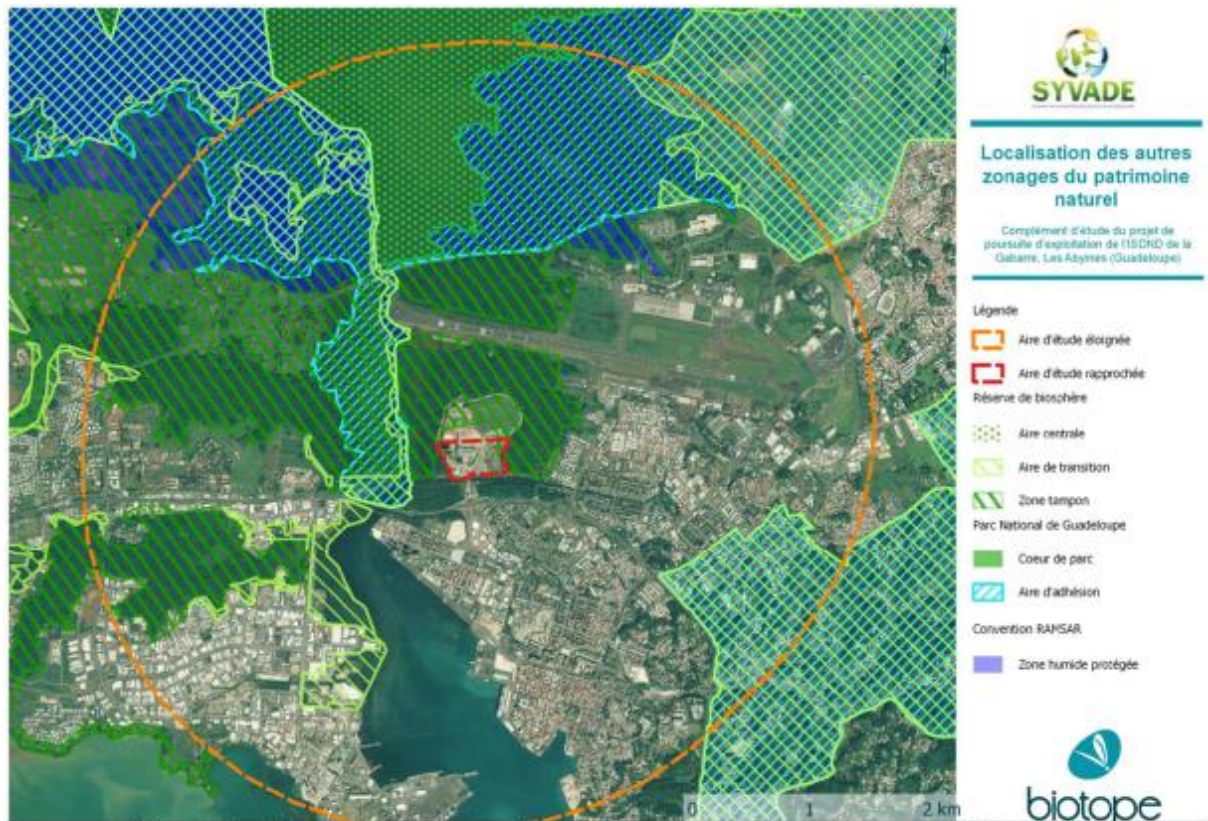 SYVADE
Localisation des autres
zonages du patrimoine
naturel
Complément d'étude du projet de
poursuite d'exploitation de l'ISDND de la
Gabarre, Les Abymes (Guadeloupe)
Légende
Aire d'étude éloignée
Aire d'étude rapprochée
Réserve de biosphère
Aire centrale
Aire de transition
Zone tampon
Parc National de Guadeloupe
Coeur de parc
Aire d'adhésion
Convention RAMSAR
Zone humide protégée
biotope
0 1 2 km